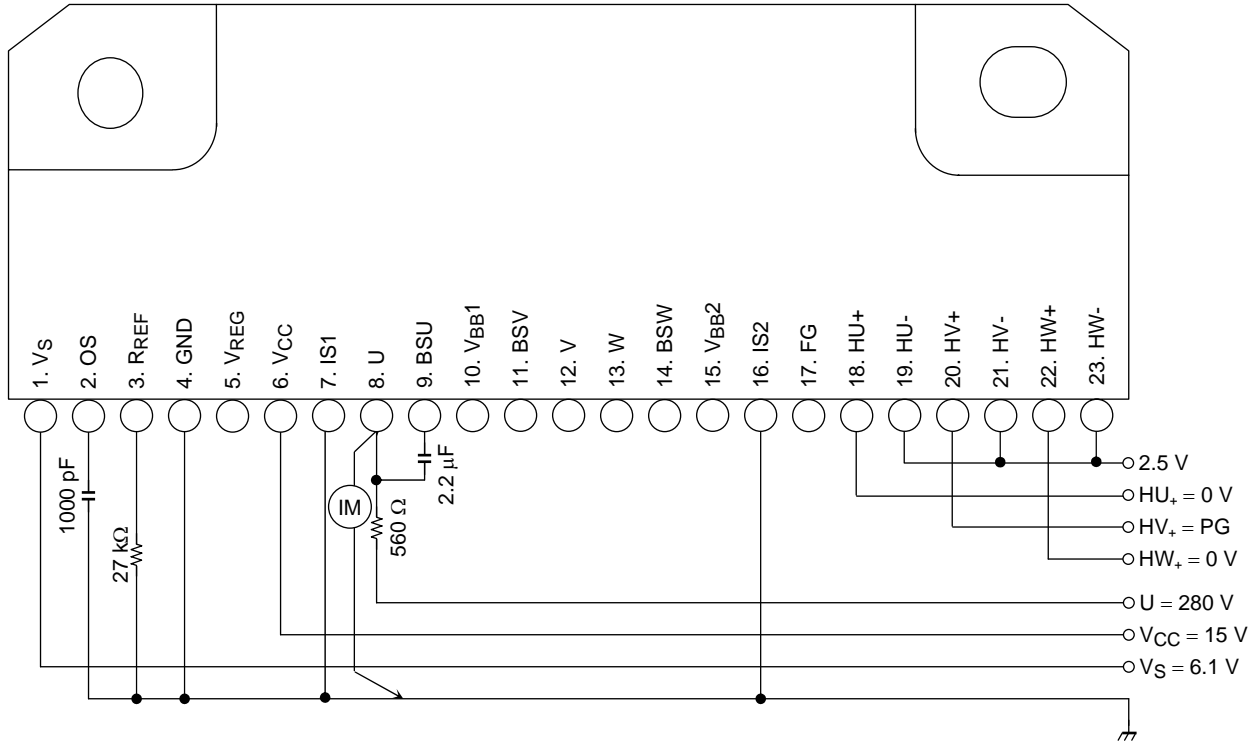 1. VS
2. OS
3. RREF
4. GND
5. VREG
6. VCC
7. IS1
8. U
9. BSU
10. VBB1
11. BSV
12. V
13. W
14. BSW
15. VBB2
16. IS2
17. FG
18. HU+
19. HU-
20. HV+
21. HV-
22. HW+
23. HW-
1000 pF
27 kΩ
IM
560 Ω
2.2 μF
2.5 V
HU+ = 0 V
HV+ = PG
HW+ = 0 V
U = 280 V
VCC = 15 V
VS = 6.1 V